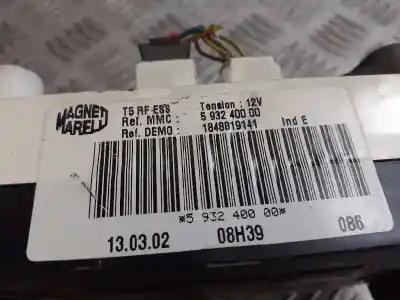 MAGNETI
MARELLI
T5 RF-ESS Tension : 12V
Ref. MMC : 5 932 400 00
Ref. DEMO : 1848819141 Ind E
*5 932 400 00*
13.03.02 08H39 086